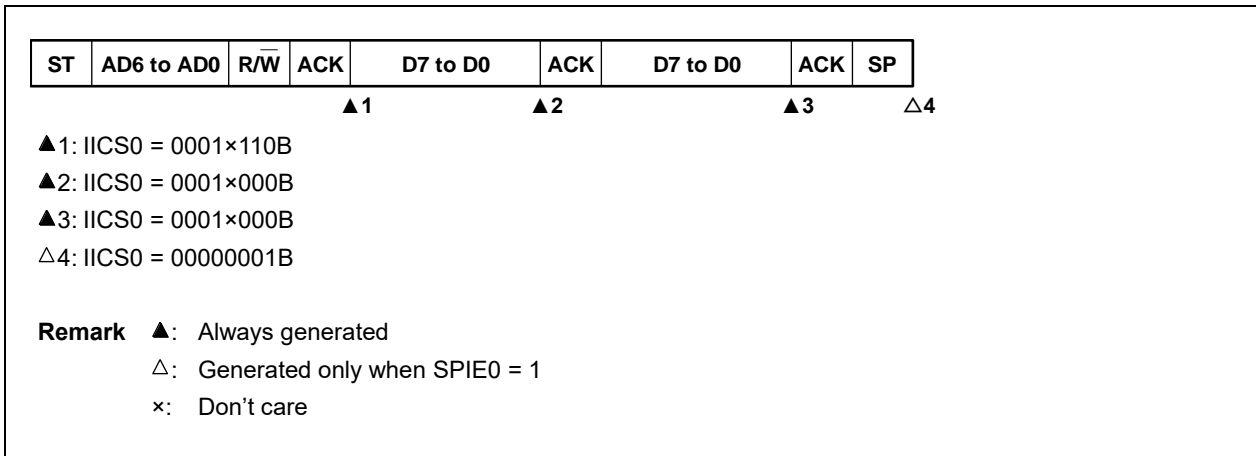 ST AD6 to AD0 R/W̅ ACK D7 to D0 ACK D7 to D0 ACK SP
▲1 ▲2 ▲3 △4
▲1: IICS0 = 0001×110B
▲2: IICS0 = 0001×000B
▲3: IICS0 = 0001×000B
△4: IICS0 = 00000001B
Remark ▲: Always generated
△: Generated only when SPIE0 = 1
×: Don’t care